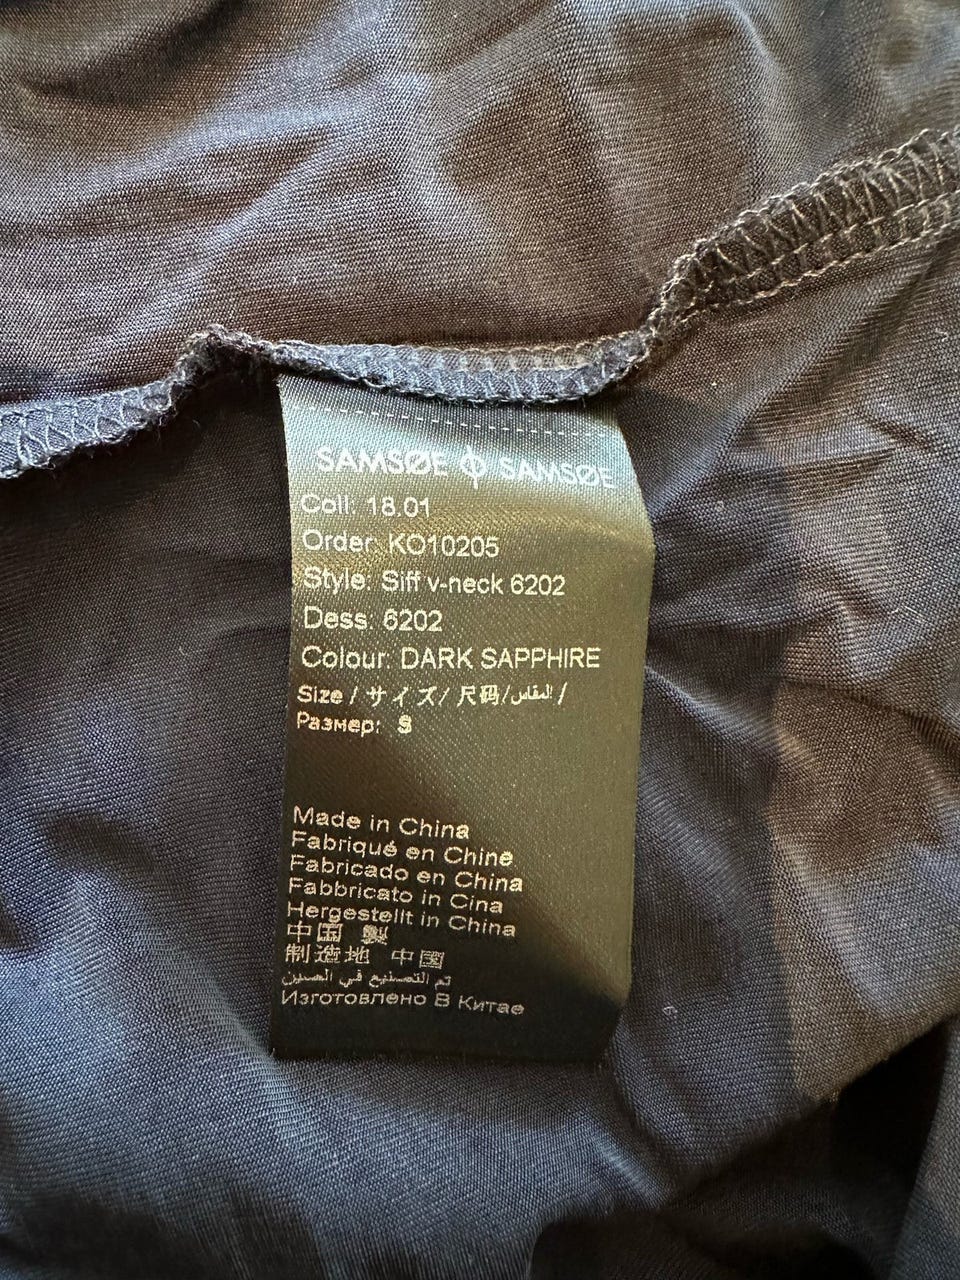 SAMSØE ⌽ SAMSØE
Coll: 18.01
Order: KO10205
Style: Siff v-neck 6202
Dess. 6202
Colour: DARK SAPPHIRE
Size / サイズ/ 尺码/المقاس /
Размер: S
Made in China
Fabriqué en Chine
Fabricado en China
Fabbricato in Cina
Hergestellt in China
中国 製
制造地 中国
تم التصنيع في الصين
Изготовлено В Китае